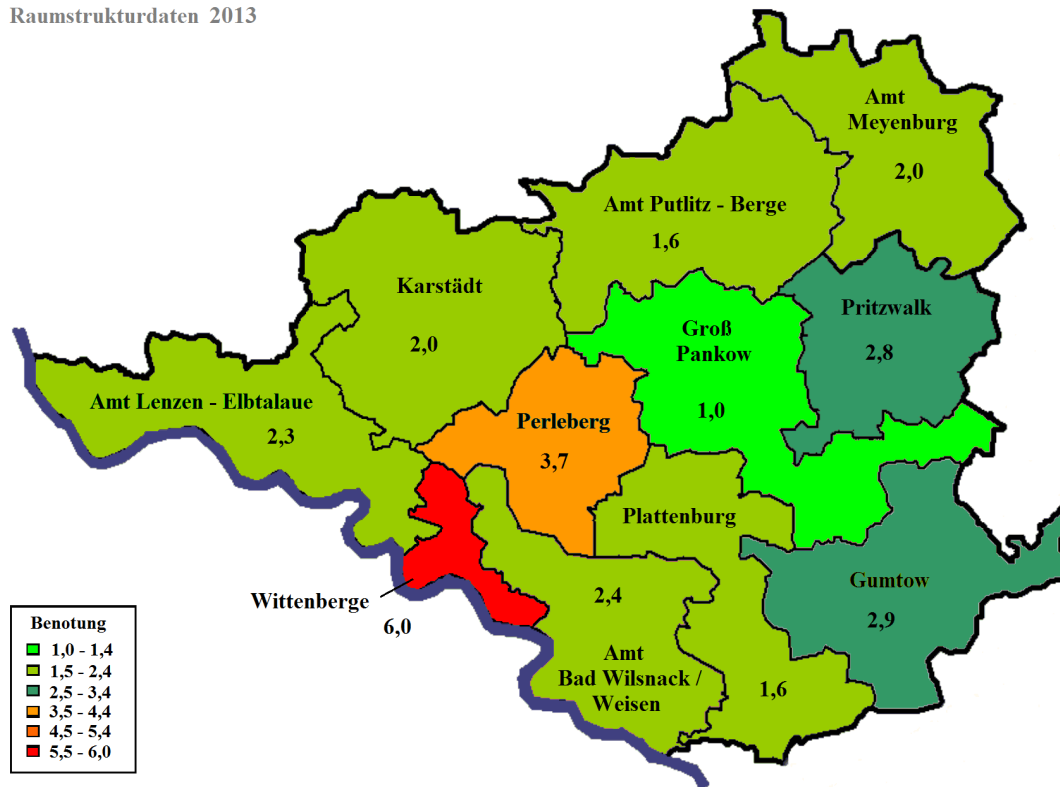 Raumstrukturdaten 2013
Amt
Meyenburg
2,0
Amt Putlitz - Berge
1,6
Karstädt
2,0
Groß
Pankow
1,0
Pritzwalk
2,8
Amt Lenzen - Elbtalaue
2,3
Perleberg
3,7
Plattenburg
1,6
Gumtow
2,9
Wittenberge
6,0
2,4
Amt
Bad Wilsnack /
Weisen
Benotung
1,0 - 1,4
1,5 - 2,4
2,5 - 3,4
3,5 - 4,4
4,5 - 5,4
5,5 - 6,0